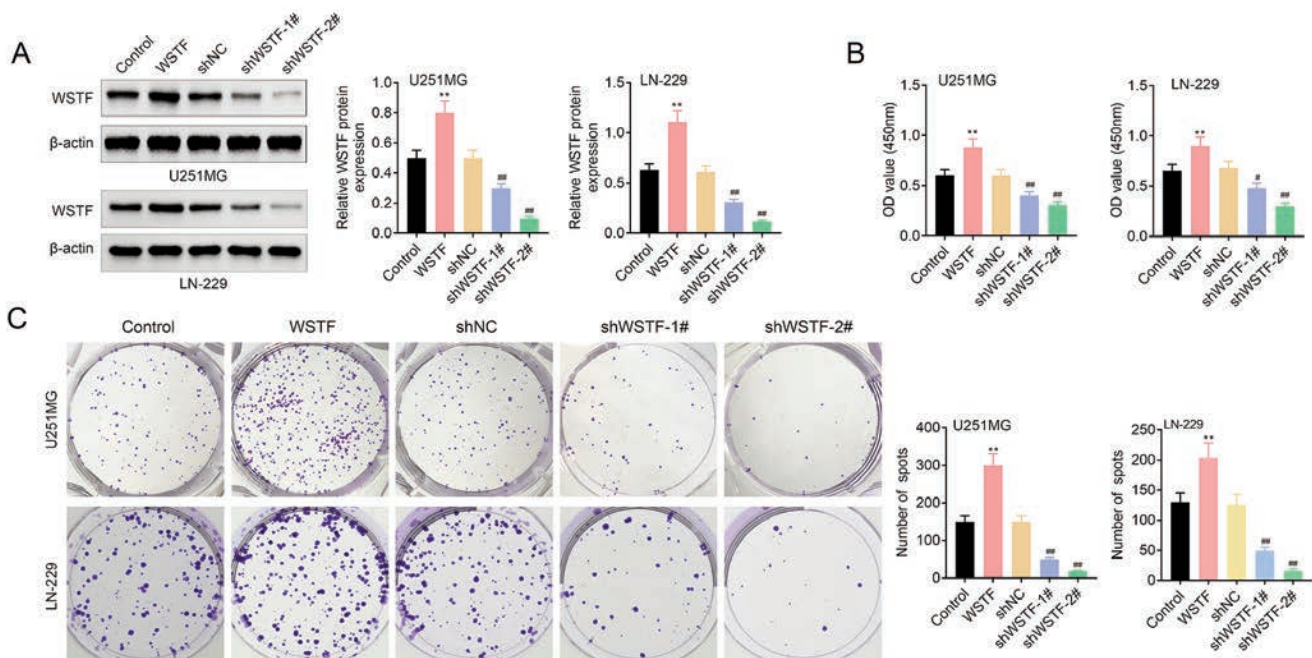 A
Control
WSTF
shNC
shWSTF-1#
shWSTF-2#
WSTF
β-actin
U251MG
WSTF
β-actin
LN-229
U251MG
Relative WSTF protein
expression
1.0
0.8
0.6
0.4
0.2
0.0
**
##
##
Control
WSTF
shNC
shWSTF-1#
shWSTF-2#
LN-229
Relative WSTF protein
expression
1.5
1.0
0.5
0.0
**
##
##
Control
WSTF
shNC
shWSTF-1#
shWSTF-2#
B
U251MG
OD value (450nm)
1.5
1.0
0.5
0.0
**
##
##
Control
WSTF
shNC
shWSTF-1#
shWSTF-2#
LN-229
OD value (450nm)
1.5
1.0
0.5
0.0
**
#
##
Control
WSTF
shNC
shWSTF-1#
shWSTF-2#
C
Control
WSTF
shNC
shWSTF-1#
shWSTF-2#
U251MG
LN-229
U251MG
Number of spots
400
300
200
100
0
**
##
##
Control
WSTF
shNC
shWSTF-1#
shWSTF-2#
LN-229
Number of spots
250
200
150
100
50
0
**
##
##
Control
WSTF
shNC
shWSTF-1#
shWSTF-2#